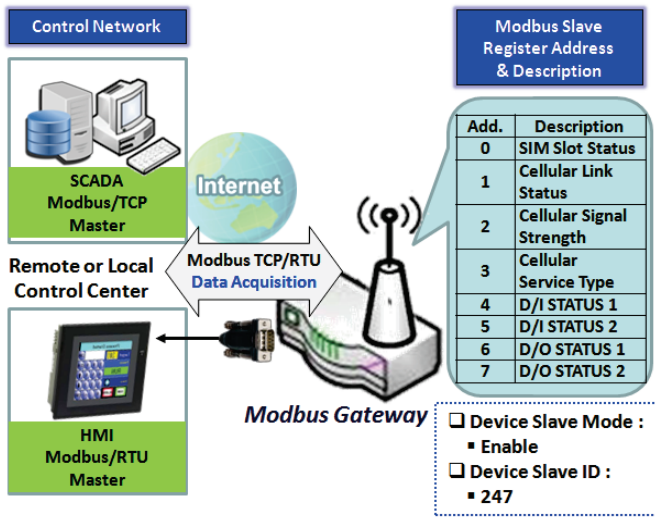 Control Network
SCADA
Modbus/TCP
Master
Internet
Modbus TCP/RTU
Data Acquisition
Remote or Local
Control Center
HMI
Modbus/RTU
Master
Modbus Gateway
Modbus Slave
Register Address
& Description
Add. Description
0 SIM Slot Status
1 Cellular Link
Status
2 Cellular Signal
Strength
3 Cellular
Service Type
4 D/I STATUS 1
5 D/I STATUS 2
6 D/O STATUS 1
7 D/O STATUS 2
❑ Device Slave Mode :
▪ Enable
❑ Device Slave ID :
▪ 247